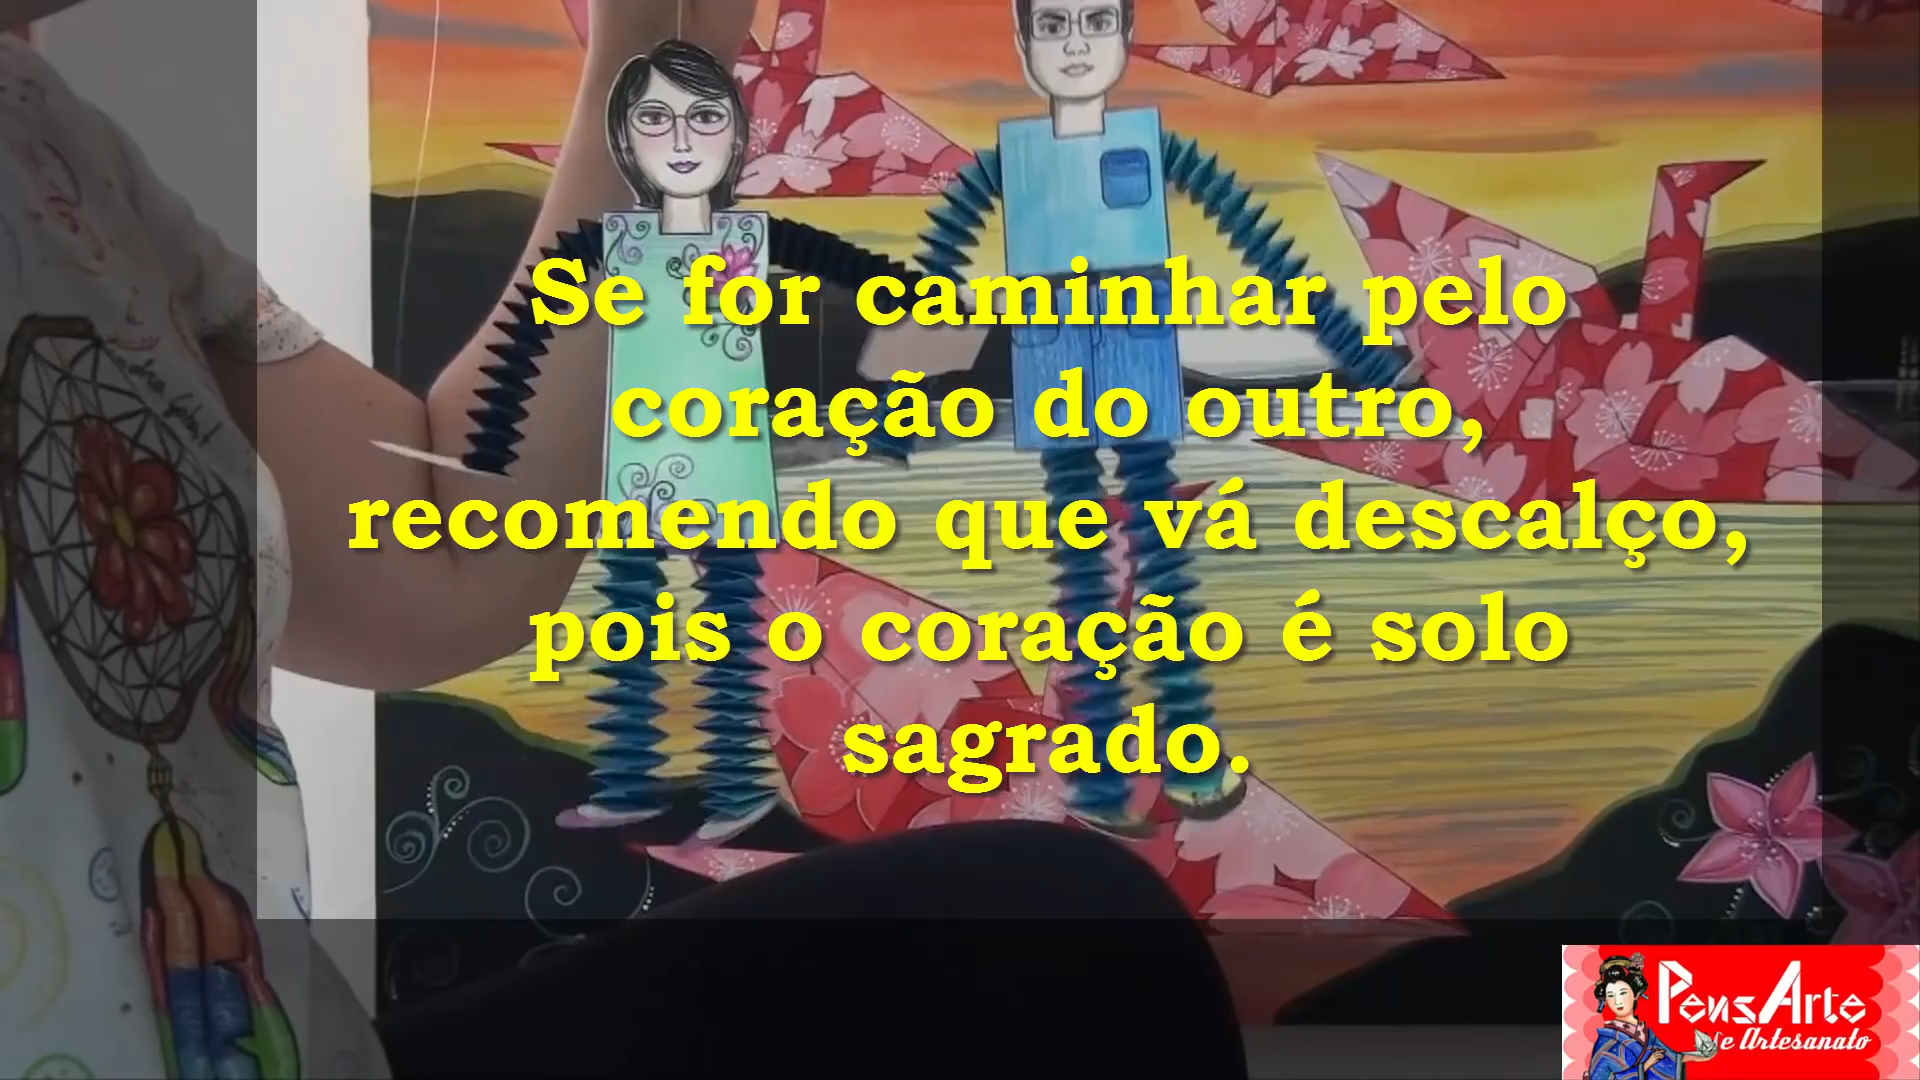 Se for caminhar pelo
coração do outro,
recomendo que vá descalço,
pois o coração é solo
sagrado.
PensArte
e Artesanato